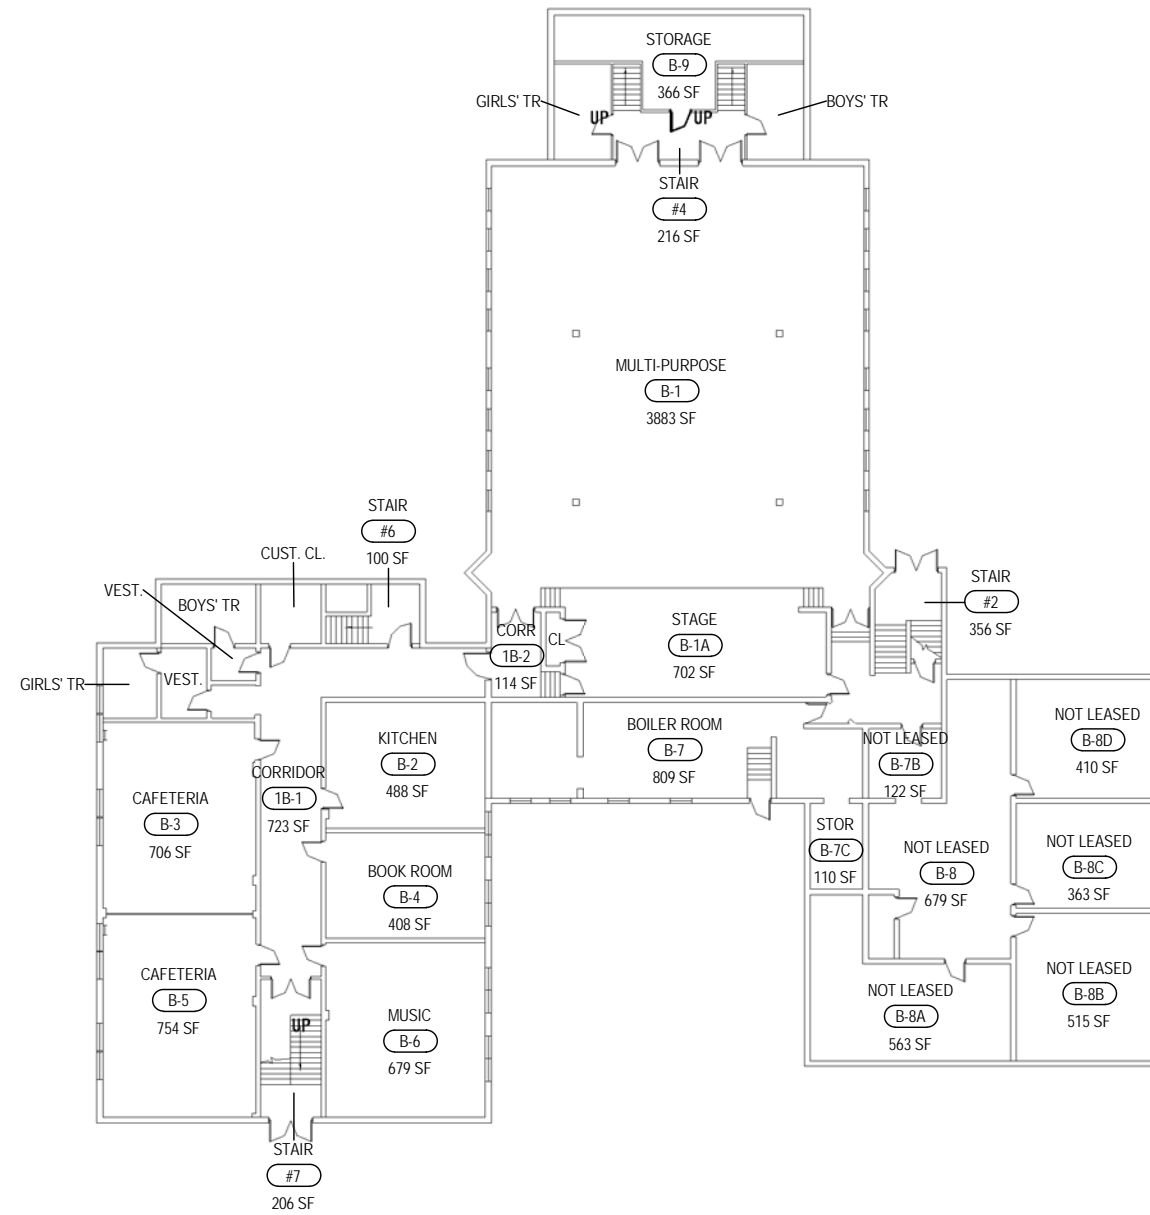 STORAGE
B-9
366 SF
GIRLS' TR
BOYS' TR
UP
UP
STAIR
#4
216 SF
MULTI-PURPOSE
B-1
3883 SF
STAIR
#6
100 SF
CUST. CL.
VEST.
BOYS' TR
STAIR
#2
356 SF
CORR
1B-2
114 SF
CL
STAGE
B-1A
702 SF
GIRLS' TR
VEST.
KITCHEN
B-2
488 SF
BOILER ROOM
B-7
809 SF
NOT LEASED
B-7B
122 SF
NOT LEASED
B-8D
410 SF
CORRIDOR
1B-1
723 SF
CAFETERIA
B-3
706 SF
STOR
B-7C
110 SF
NOT LEASED
B-8
679 SF
NOT LEASED
B-8C
363 SF
BOOK ROOM
B-4
408 SF
CAFETERIA
B-5
754 SF
UP
MUSIC
B-6
679 SF
NOT LEASED
B-8A
563 SF
NOT LEASED
B-8B
515 SF
STAIR
#7
206 SF